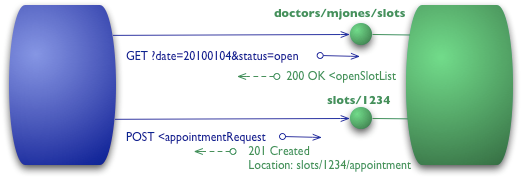 doctors/mjones/slots
GET ?date=20100104&status=open
200 OK <openSlotList
slots/1234
POST <appointmentRequest
201 Created
Location: slots/1234/appointment